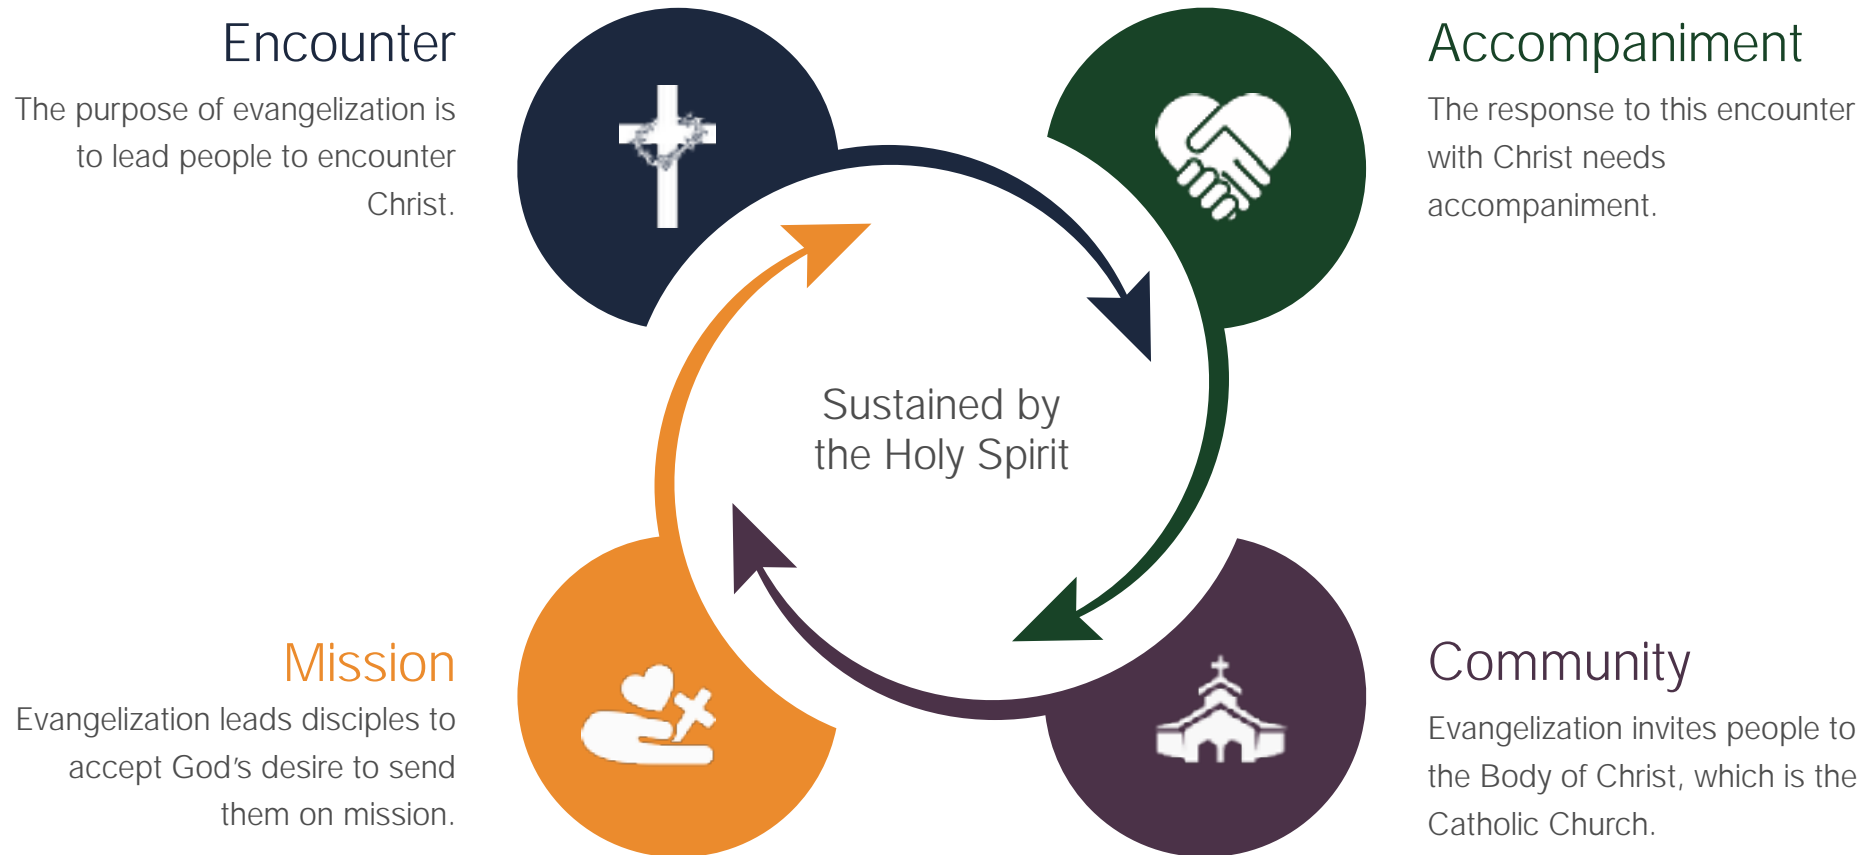 Encounter
The purpose of evangelization is
to lead people to encounter
Christ.
Accompaniment
The response to this encounter
with Christ needs
accompaniment.
Sustained by
the Holy Spirit
Mission
Evangelization leads disciples to
accept God's desire to send
them on mission.
Community
Evangelization invites people to
the Body of Christ, which is the
Catholic Church.